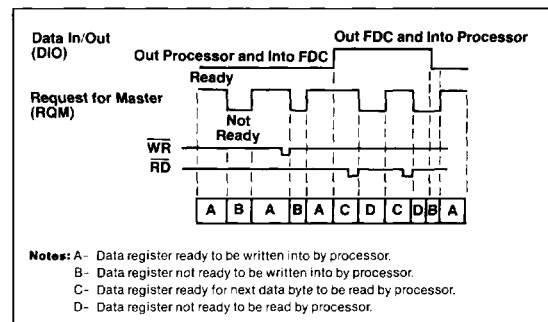 Data In/Out
(DIO)
Out FDC and Into Processor
Out Processor and Into FDC
Ready
Request for Master
(RQM)
Not
Ready
WR
RD
A B A B A C D C D B A
Notes: A- Data register ready to be written into by processor.
B- Data register not ready to be written into by processor.
C- Data register ready for next data byte to be read by processor.
D- Data register not ready to be read by processor.